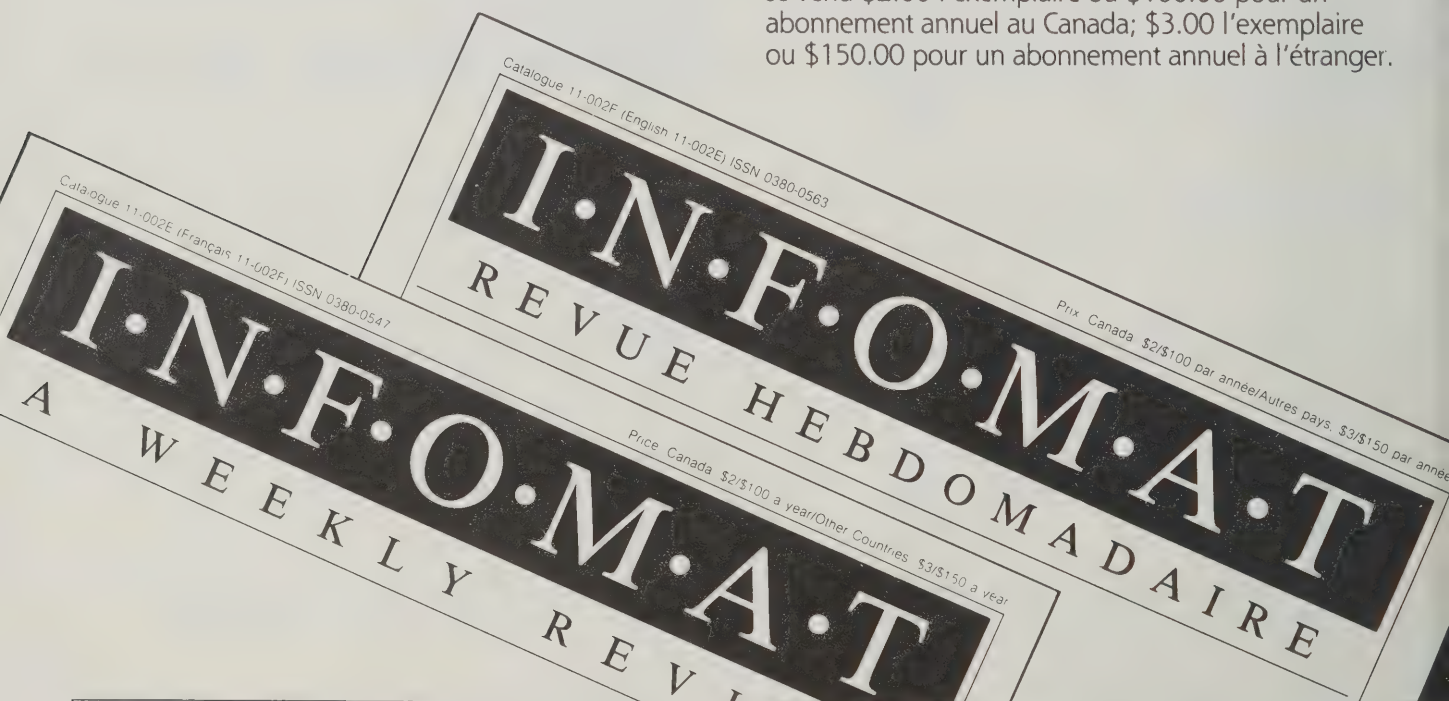 abonnement annuel au Canada; $3.00 l'exemplaire
ou $150.00 pour un abonnement annuel à l'étranger.
Catalogue 11-002F (English 11-002E) ISSN 0380-0563
I•N•F•O•M•A•T
REVUE HEBDOMADAIRE
Prix Canada $2/$100 par année/Autres pays, $3/$150 par année
Catalogue 11-002E (Français 11-002F) ISSN 0380-0547
I•N•F•O•M•A•T
A WEEKLY REVI
Price Canada $2/$100 a year/Other Countries $3/$150 a year